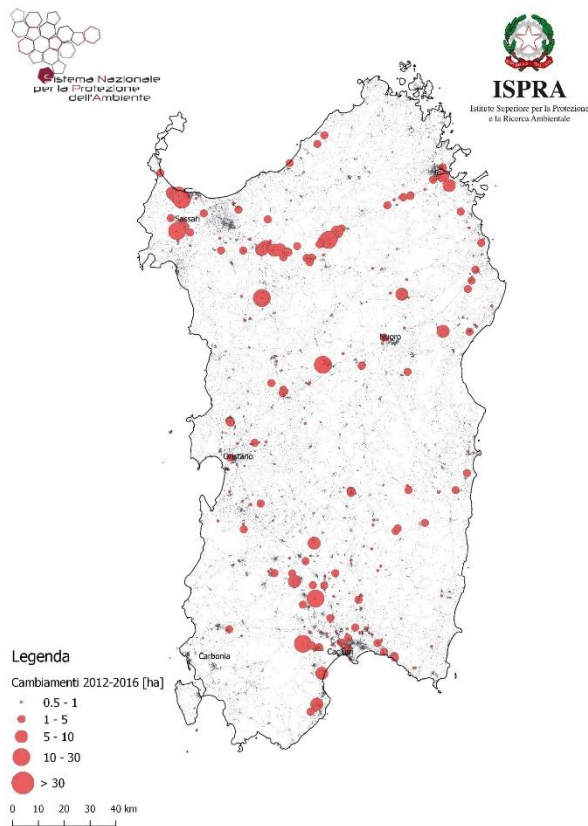 Sistema Nazionale
per la Protezione
dell'Ambiente
ISPRA
Istituto Superiore per la Protezione
e la Ricerca Ambientale
Sassari
Nuoro
Oristano
Carbonia
Cagliari
Legenda
Cambiamenti 2012-2016 [ha]
0.5 - 1
1 - 5
5 - 10
10 - 30
> 30
0 10 20 30 40 km